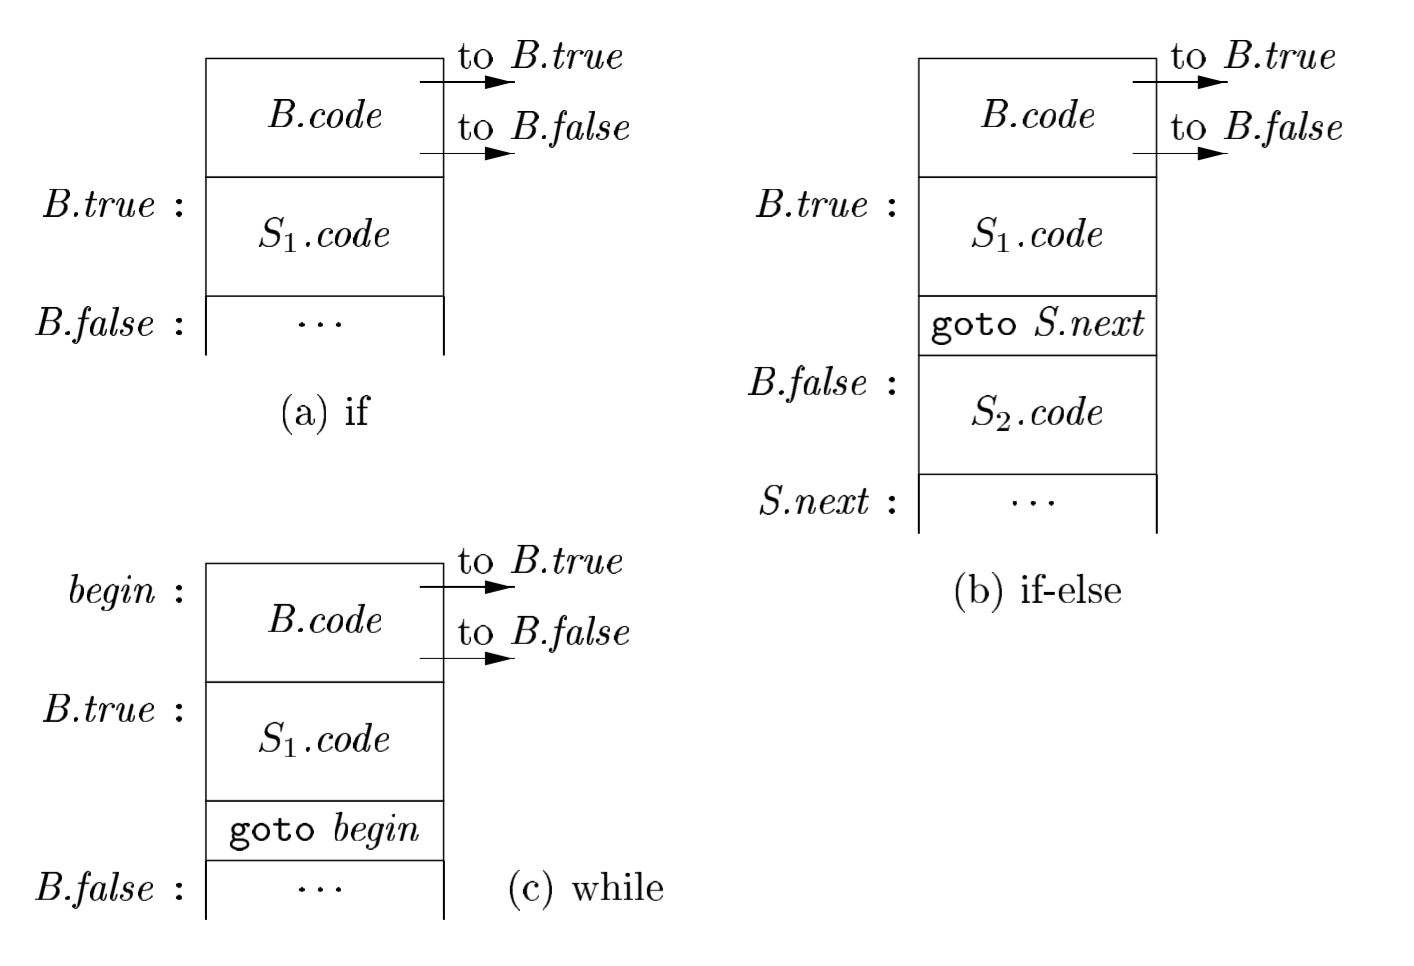 to B.true
B.code
to B.false
B.true :
S₁.code
B.false :
...
(a) if
to B.true
B.code
to B.false
B.true :
S₁.code
goto S.next
B.false :
S₂.code
S.next :
...
(b) if-else
begin :
to B.true
B.code
to B.false
B.true :
S₁.code
goto begin
B.false :
...
(c) while